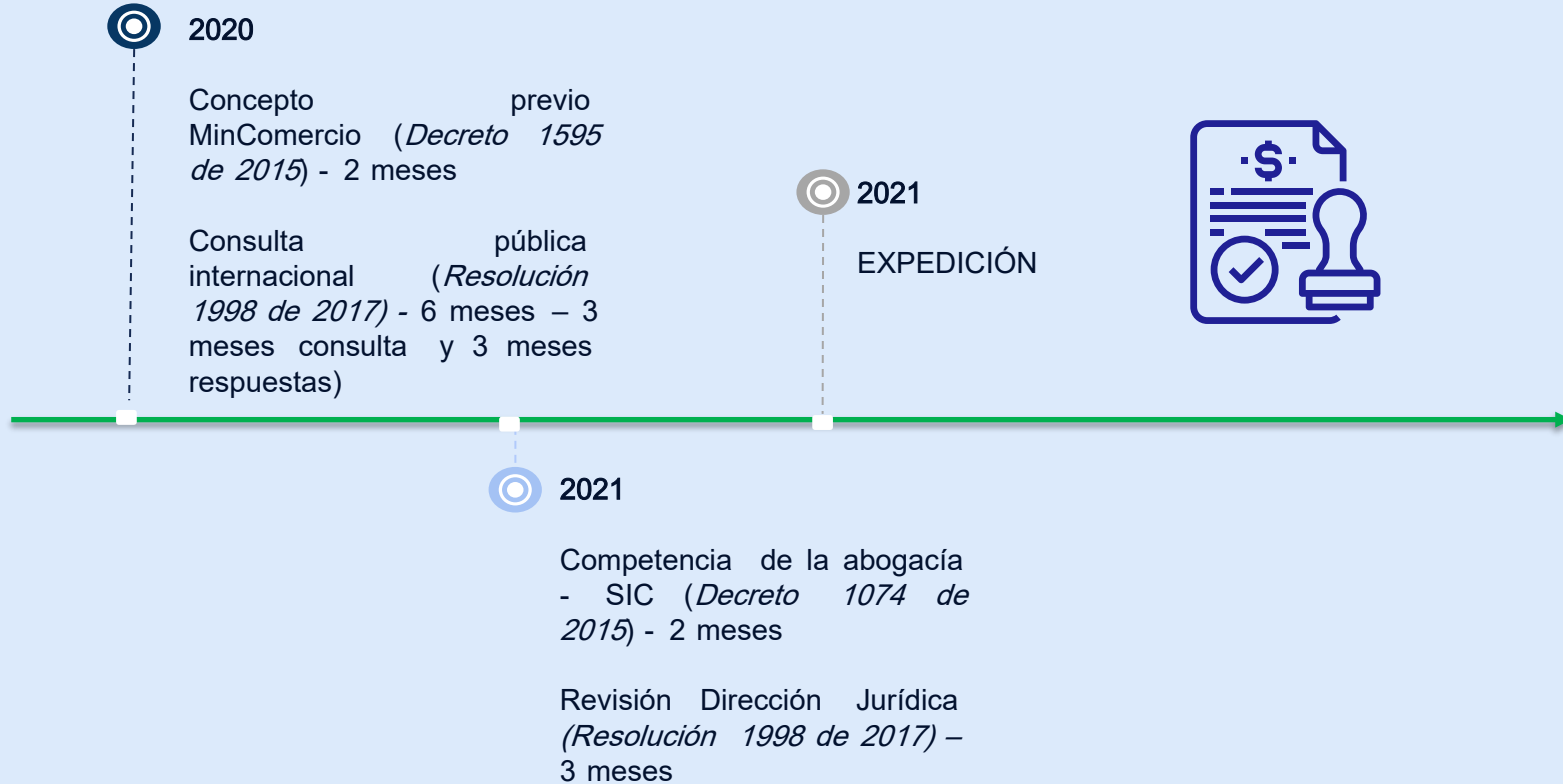 2020
Concepto previo
MinComercio (Decreto 1595
de 2015) - 2 meses
Consulta pública
internacional (Resolución
1998 de 2017) - 6 meses – 3
meses consulta y 3 meses
respuestas)
2021
Competencia de la abogacía
- SIC (Decreto 1074 de
2015) - 2 meses
Revisión Dirección Jurídica
(Resolución 1998 de 2017) –
3 meses
2021
EXPEDICIÓN
$